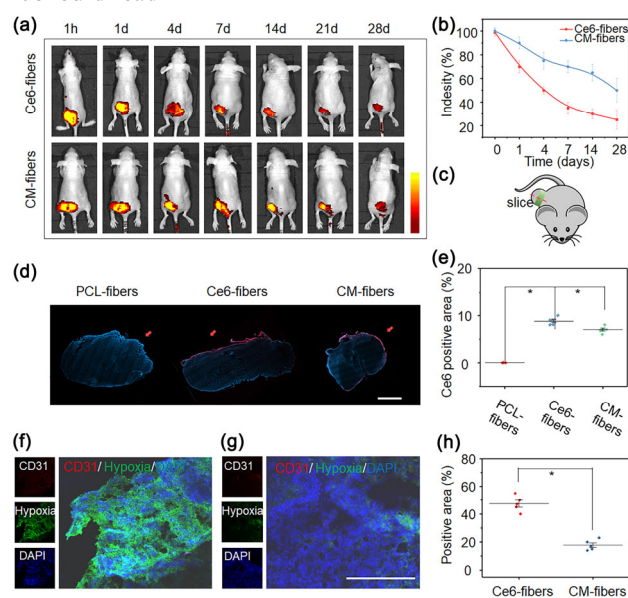 (a)
1h 1d 4d 7d 14d 21d 28d
Ce6-fibers
CM-fibers
(b)
Ce6-fibers
CM-fibers
Indesity (%)
100
80
60
40
20
0 1 4 7 14 28
Time (days)
(c)
slice
(d)
PCL-fibers Ce6-fibers CM-fibers
(e)
Ce6 positive area (%)
20
10
0
* *
PCL-
fibers
Ce6-
fibers
CM-
fibers
(f)
CD31
Hypoxia
DAPI
CD31/Hypoxia/
(g)
CD31
Hypoxia
DAPI
CD31/Hypoxia/DAPI
(h)
Positive area (%)
80
60
40
20
0
*
Ce6-fibers CM-fibers